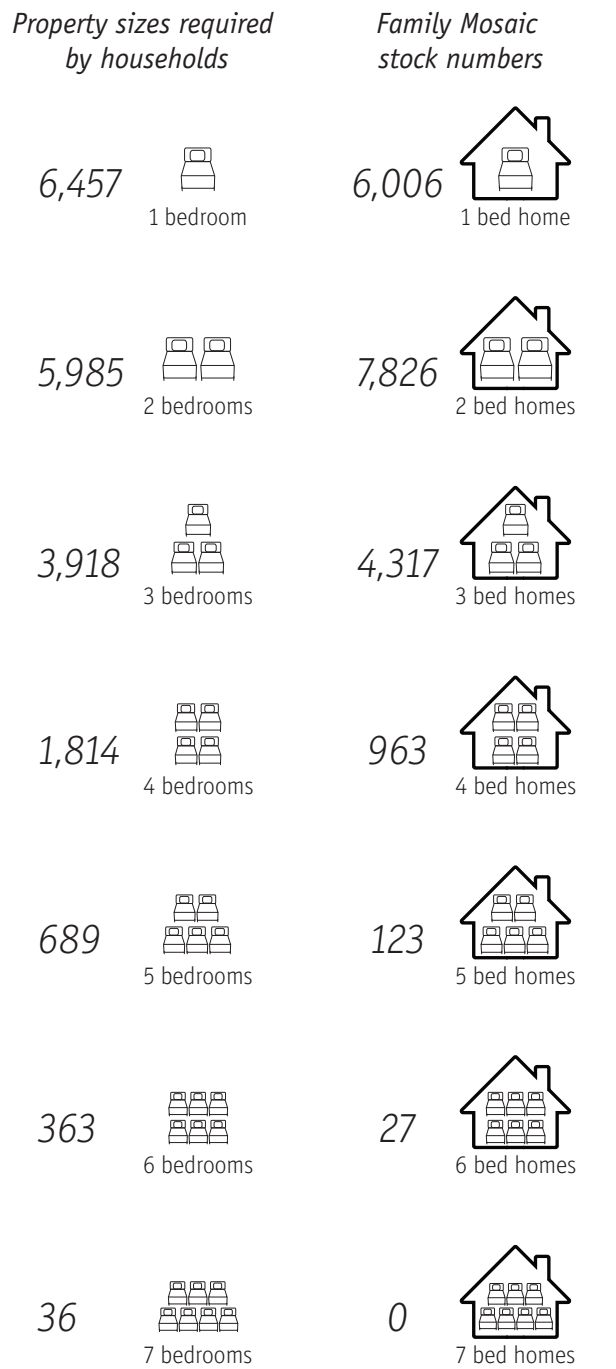 Property sizes required
by households
Family Mosaic
stock numbers
6,457
1 bedroom
6,006
1 bed home
5,985
2 bedrooms
7,826
2 bed homes
3,918
3 bedrooms
4,317
3 bed homes
1,814
4 bedrooms
963
4 bed homes
689
5 bedrooms
123
5 bed homes
363
6 bedrooms
27
6 bed homes
36
7 bedrooms
0
7 bed homes